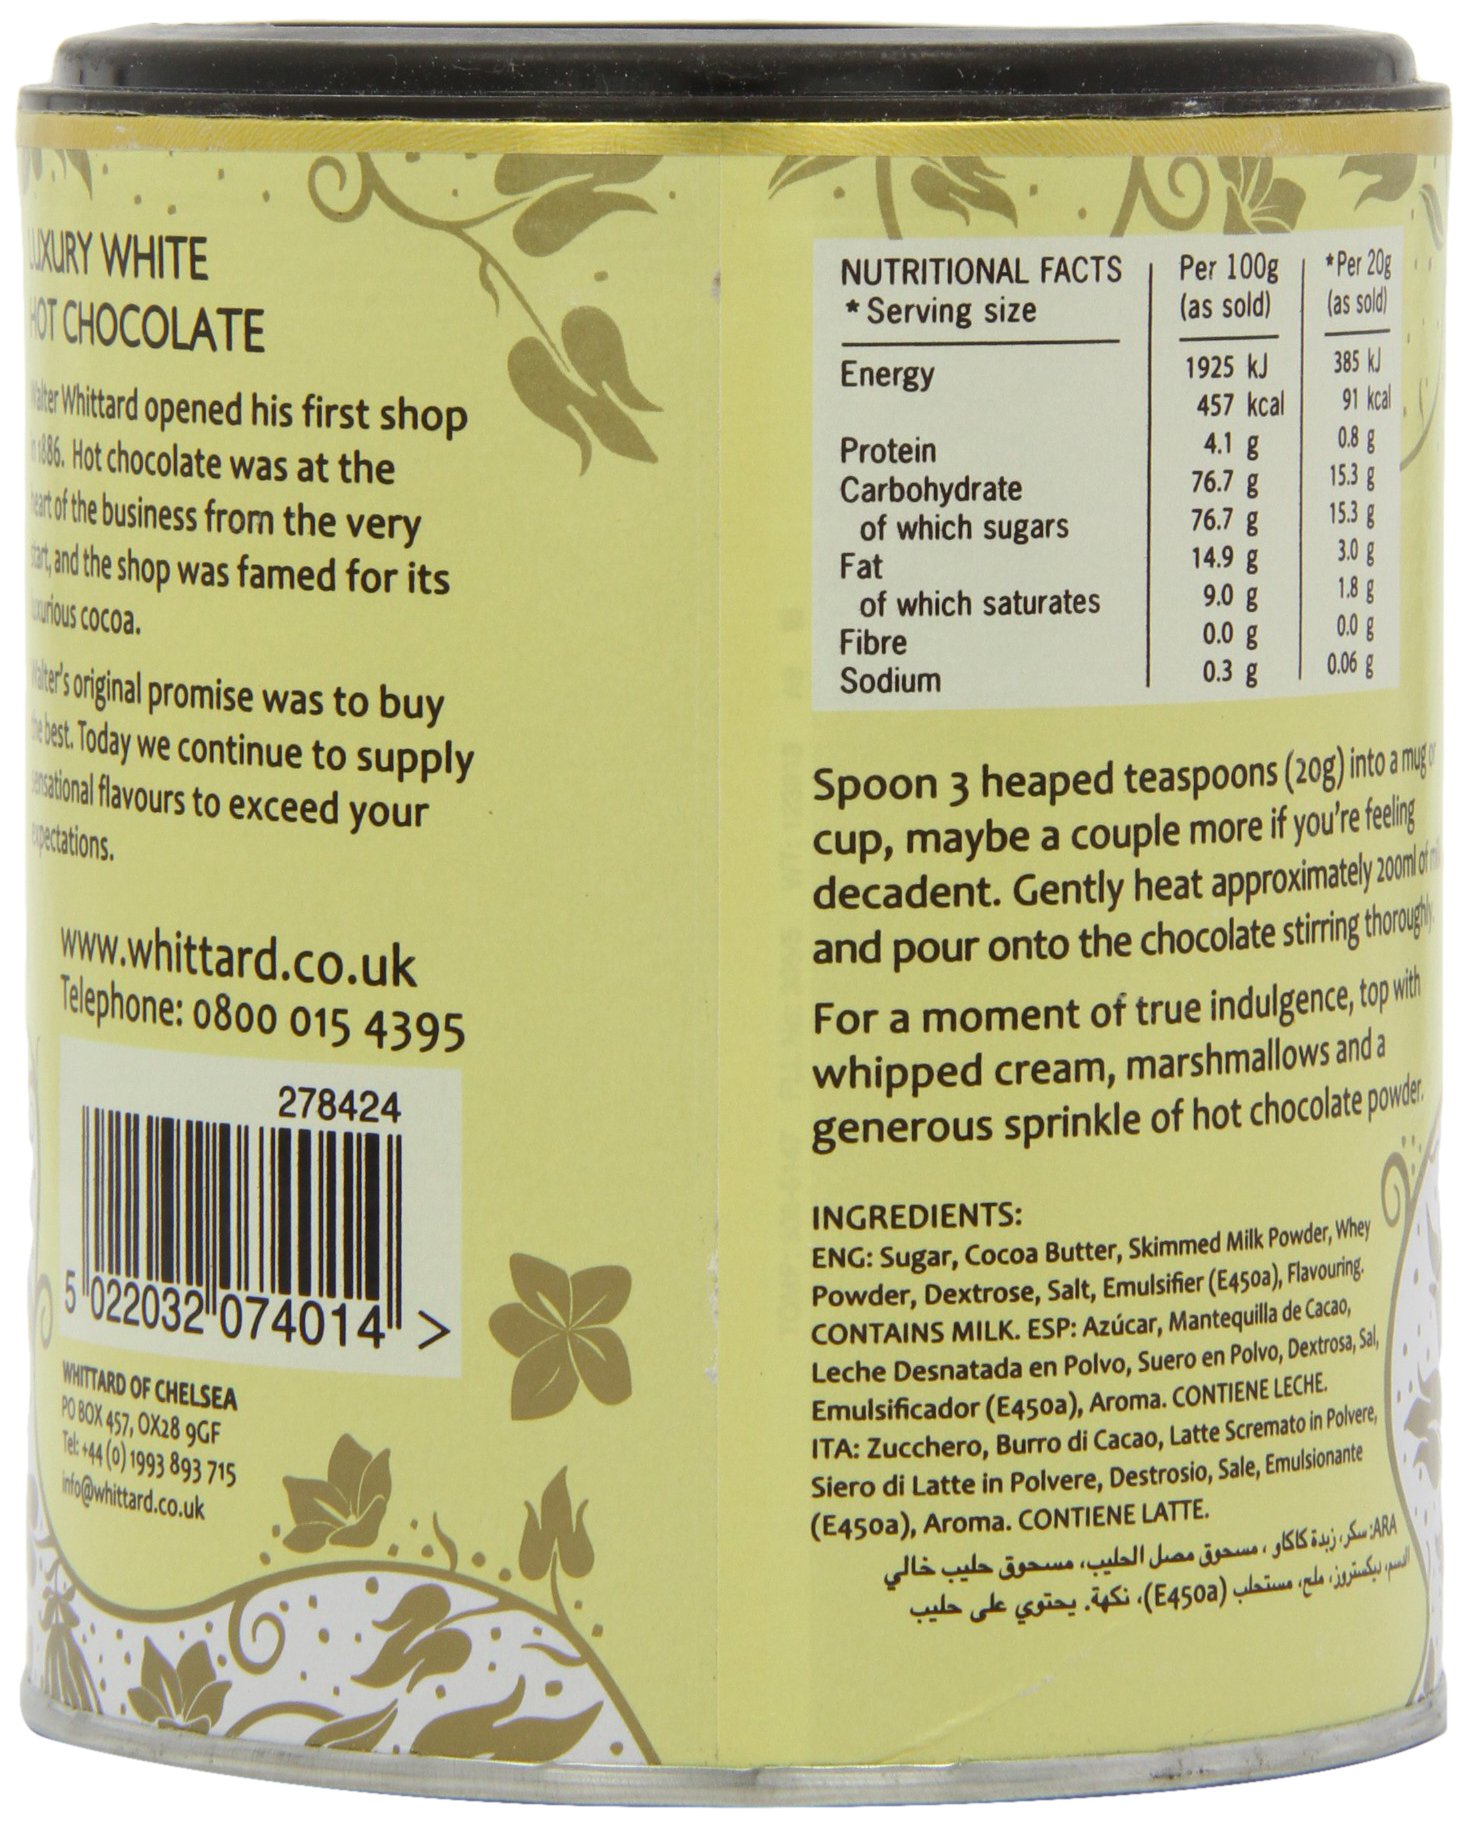 LUXURY WHITE
HOT CHOCOLATE
Walter Whittard opened his first shop
in 1886. Hot chocolate was at the
heart of the business from the very
start, and the shop was famed for its
luxurious cocoa.
Walter's original promise was to buy
the best. Today we continue to supply
sensational flavours to exceed your
expectations.
www.whittard.co.uk
Telephone: 0800 015 4395
278424
5 022032 074014 >
WHITTARD OF CHELSEA
PO BOX 457, OX28 9GF
Tel: +44 (0) 1993 893 715
info@whittard.co.uk
NUTRITIONAL FACTS Per 100g *Per 20g
* Serving size (as sold) (as sold)
Energy 1925 kJ 385 kJ
457 kcal 91 kcal
Protein 4.1 g 0.8 g
Carbohydrate 76.7 g 15.3 g
of which sugars 76.7 g 15.3 g
Fat 14.9 g 3.0 g
of which saturates 9.0 g 1.8 g
Fibre 0.0 g 0.0 g
Sodium 0.3 g 0.06 g
Spoon 3 heaped teaspoons (20g) into a mug or
cup, maybe a couple more if you're feeling
decadent. Gently heat approximately 200ml of
and pour onto the chocolate stirring thoroughly.
For a moment of true indulgence, top with
whipped cream, marshmallows and a
generous sprinkle of hot chocolate powder.
INGREDIENTS:
ENG: Sugar, Cocoa Butter, Skimmed Milk Powder, Whey
Powder, Dextrose, Salt, Emulsifier (E450a), Flavouring.
CONTAINS MILK. ESP: Azúcar, Mantequilla de Cacao,
Leche Desnatada en Polvo, Suero en Polvo, Dextrosa, Sal,
Emulsificador (E450a), Aroma. CONTIENE LECHE.
ITA: Zucchero, Burro di Cacao, Latte Scremato in Polvere,
Siero di Latte in Polvere, Destrosio, Sale, Emulsionante
(E450a), Aroma. CONTIENE LATTE.
ARA: سكر، زبدة كاكاو، مسحوق مصل الحليب، مسحوق حليب خالي
الدسم، بيكستروز، ملح، مستحلب (E450a)، نكهة. يحتوي على حليب